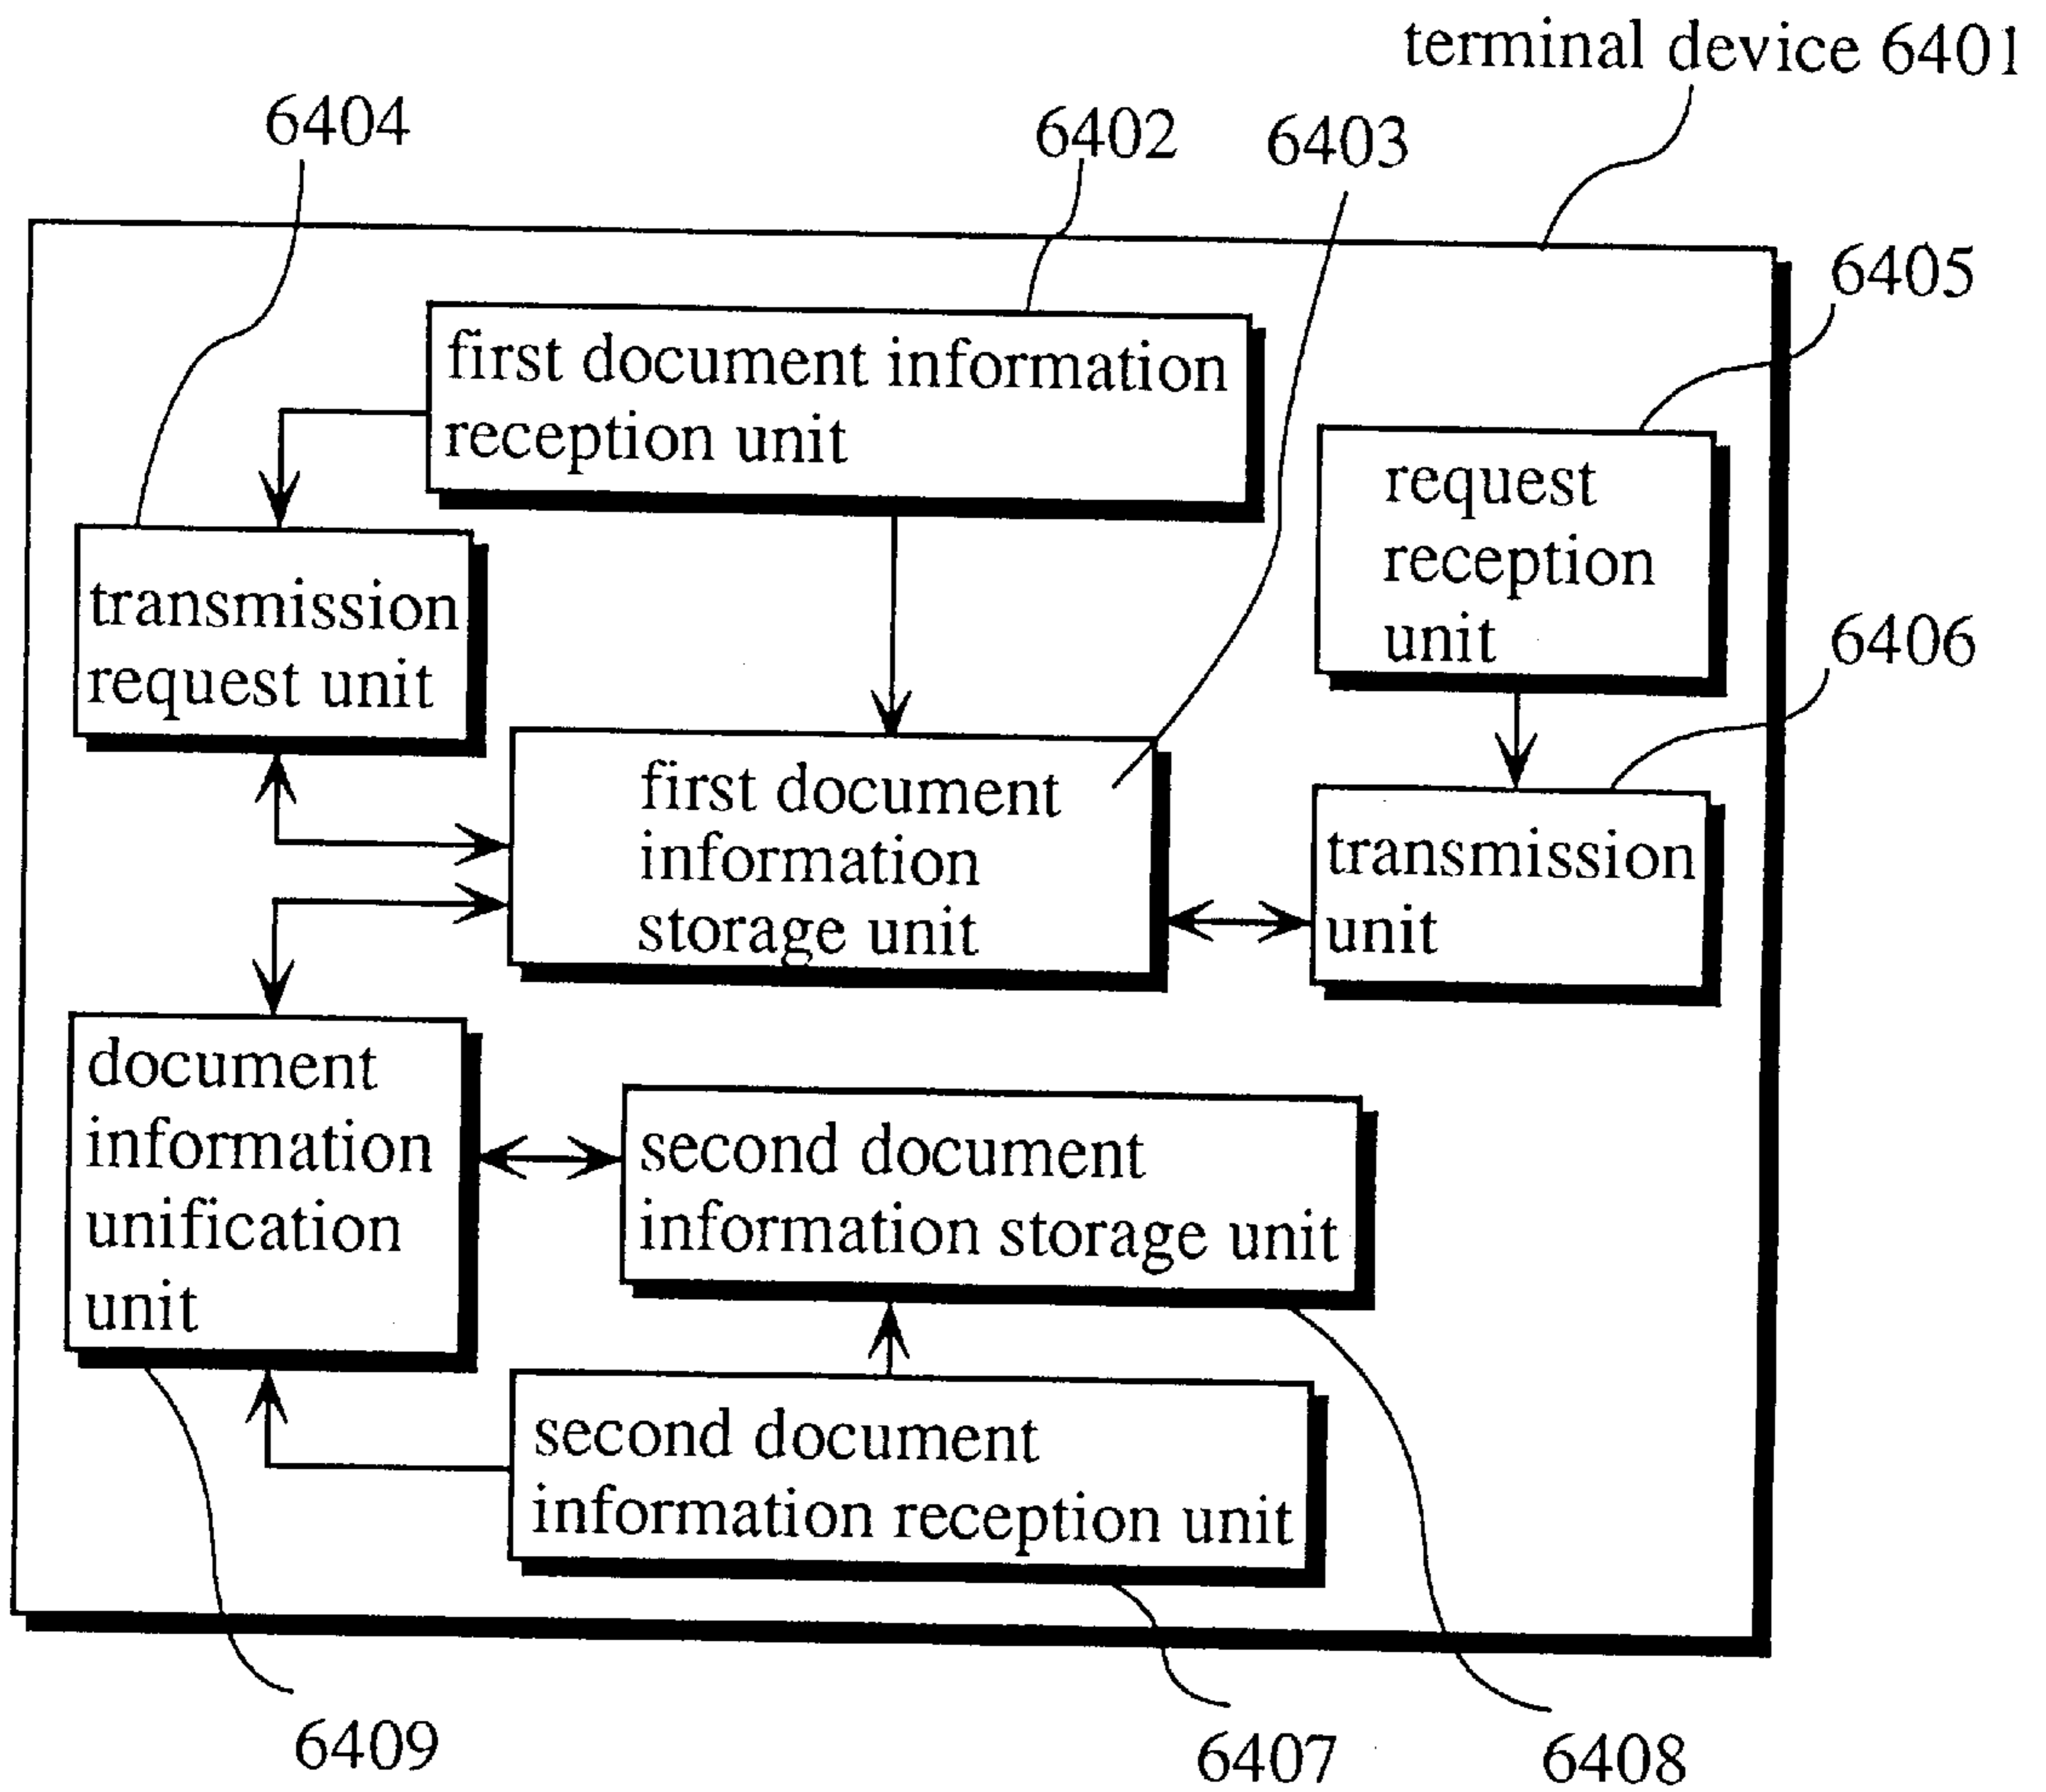 terminal device 6401
6404
6402
6403
6405
first document information
reception unit
request
reception
unit
transmission
request unit
6406
first document
information
storage unit
transmission
unit
document
information
unification
unit
second document
information storage unit
second document
information reception unit
6409
6407
6408